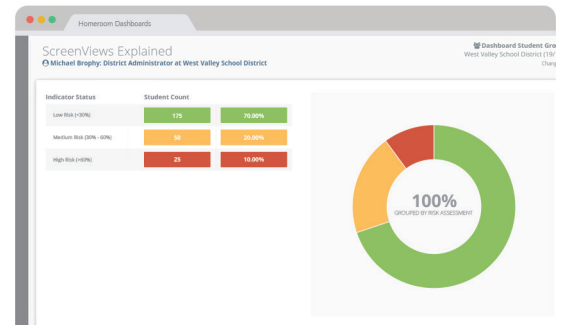 Homeroom Dashboards
ScreenViews Explained
Michael Brophy: District Administrator at West Valley School District
Dashboard Student Gro
West Valley School District (19/
Chang
Indicator Status Student Count
Low Risk (<30%) 175 70.00%
Medium Risk (30% - 60%) 50 20.00%
High Risk (>60%) 25 10.00%
100%
GROUPED BY RISK ASSESSMENT